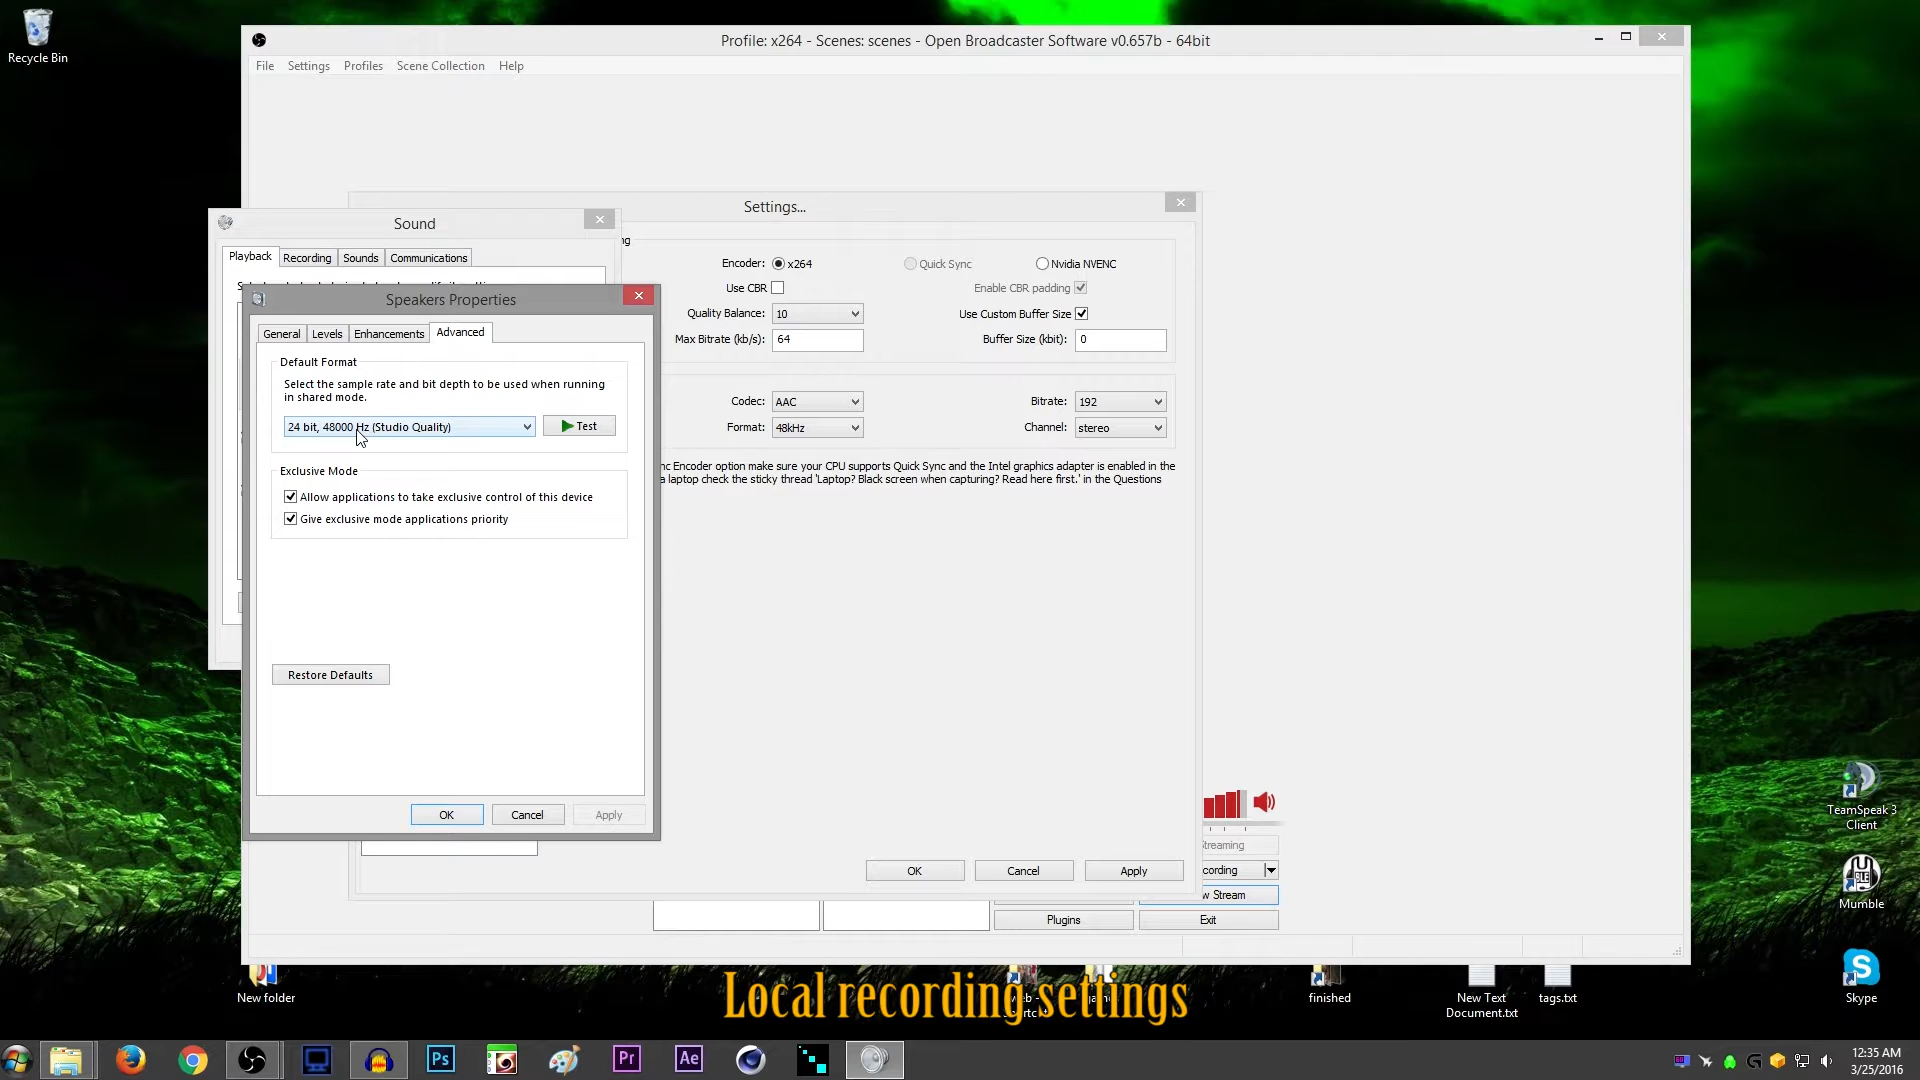 Recycle Bin
Profile: x264 - Scenes: scenes - Open Broadcaster Software v0.657b - 64bit
File Settings Profiles Scene Collection Help
Settings...
Sound
Playback Recording Sounds Communications
Speakers Properties
General Levels Enhancements Advanced
Default Format
Select the sample rate and bit depth to be used when running
in shared mode.
24 bit, 48000 Hz (Studio Quality)
Test
Exclusive Mode
Allow applications to take exclusive control of this device
Give exclusive mode applications priority
Restore Defaults
OK Cancel Apply
Encoder: x264 Quick Sync Nvidia NVENC
Use CBR Enable CBR padding
Quality Balance: 10 Use Custom Buffer Size
Max Bitrate (kb/s): 64 Buffer Size (kbit): 0
Codec: AAC Bitrate: 192
Format: 48kHz Channel: stereo
Encoder option make sure your CPU supports Quick Sync and the Intel graphics adapter is enabled in the
a laptop check the sticky thread 'Laptop? Black screen when capturing? Read here first.' in the Questions
OK Cancel Apply
treaming
cording
w Stream
Plugins Exit
TeamSpeak 3
Client
Mumble
Skype
New folder
finished
New Text
Document.txt
tags.txt
Local recording settings
Ps Pr Ae
12:35 AM
3/25/2016